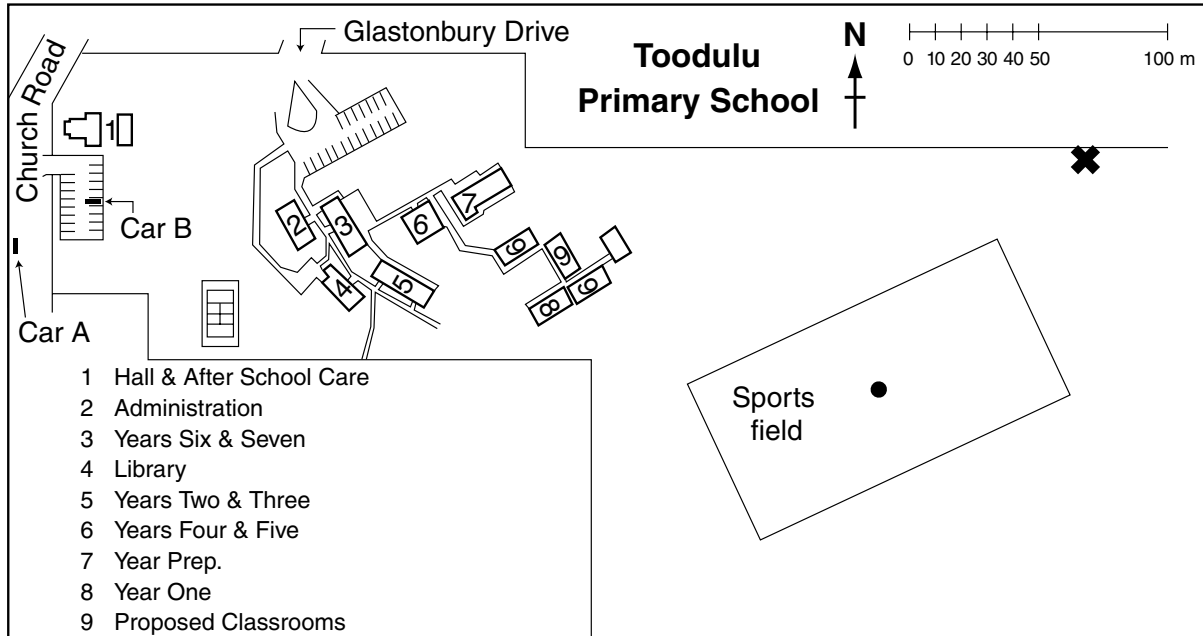 Glastonbury Drive
Toodulu
Primary School
N
0 10 20 30 40 50 100 m
Church Road
1
Car B
Car A
2
3
4
5
6
7
9
9
9
8
Sports
field
1 Hall & After School Care
2 Administration
3 Years Six & Seven
4 Library
5 Years Two & Three
6 Years Four & Five
7 Year Prep.
8 Year One
9 Proposed Classrooms